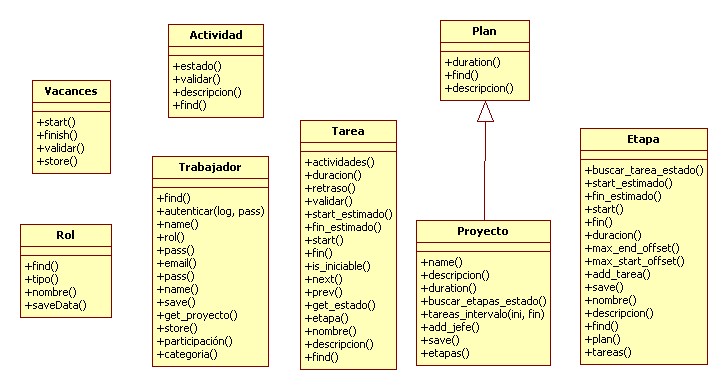 Actividad
+estado()
+validar()
+descripcion()
+find()
Plan
+duration()
+find()
+descripcion()
Vacances
+start()
+finish()
+validar()
+store()
Tarea
+actividades()
+duracion()
+retraso()
+validar()
+start_estimado()
+fin_estimado()
+start()
+fin()
+is_iniciable()
+next()
+prev()
+get_estado()
+etapa()
+nombre()
+descripcion()
+find()
Etapa
+buscar_tarea_estado()
+start_estimado()
+fin_estimado()
+start()
+fin()
+duracion()
+max_end_offset()
+max_start_offset()
+add_tarea()
+save()
+nombre()
+descripcion()
+find()
+plan()
+tareas()
Trabajador
+find()
+autenticar(log, pass)
+name()
+rol()
+pass()
+email()
+pass()
+name()
+save()
+get_proyecto()
+store()
+participación()
+categoria()
Rol
+find()
+tipo()
+nombre()
+saveData()
Proyecto
+name()
+descripcion()
+duration()
+buscar_etapas_estado()
+tareas_intervalo(ini, fin)
+add_jefe()
+save()
+etapas()